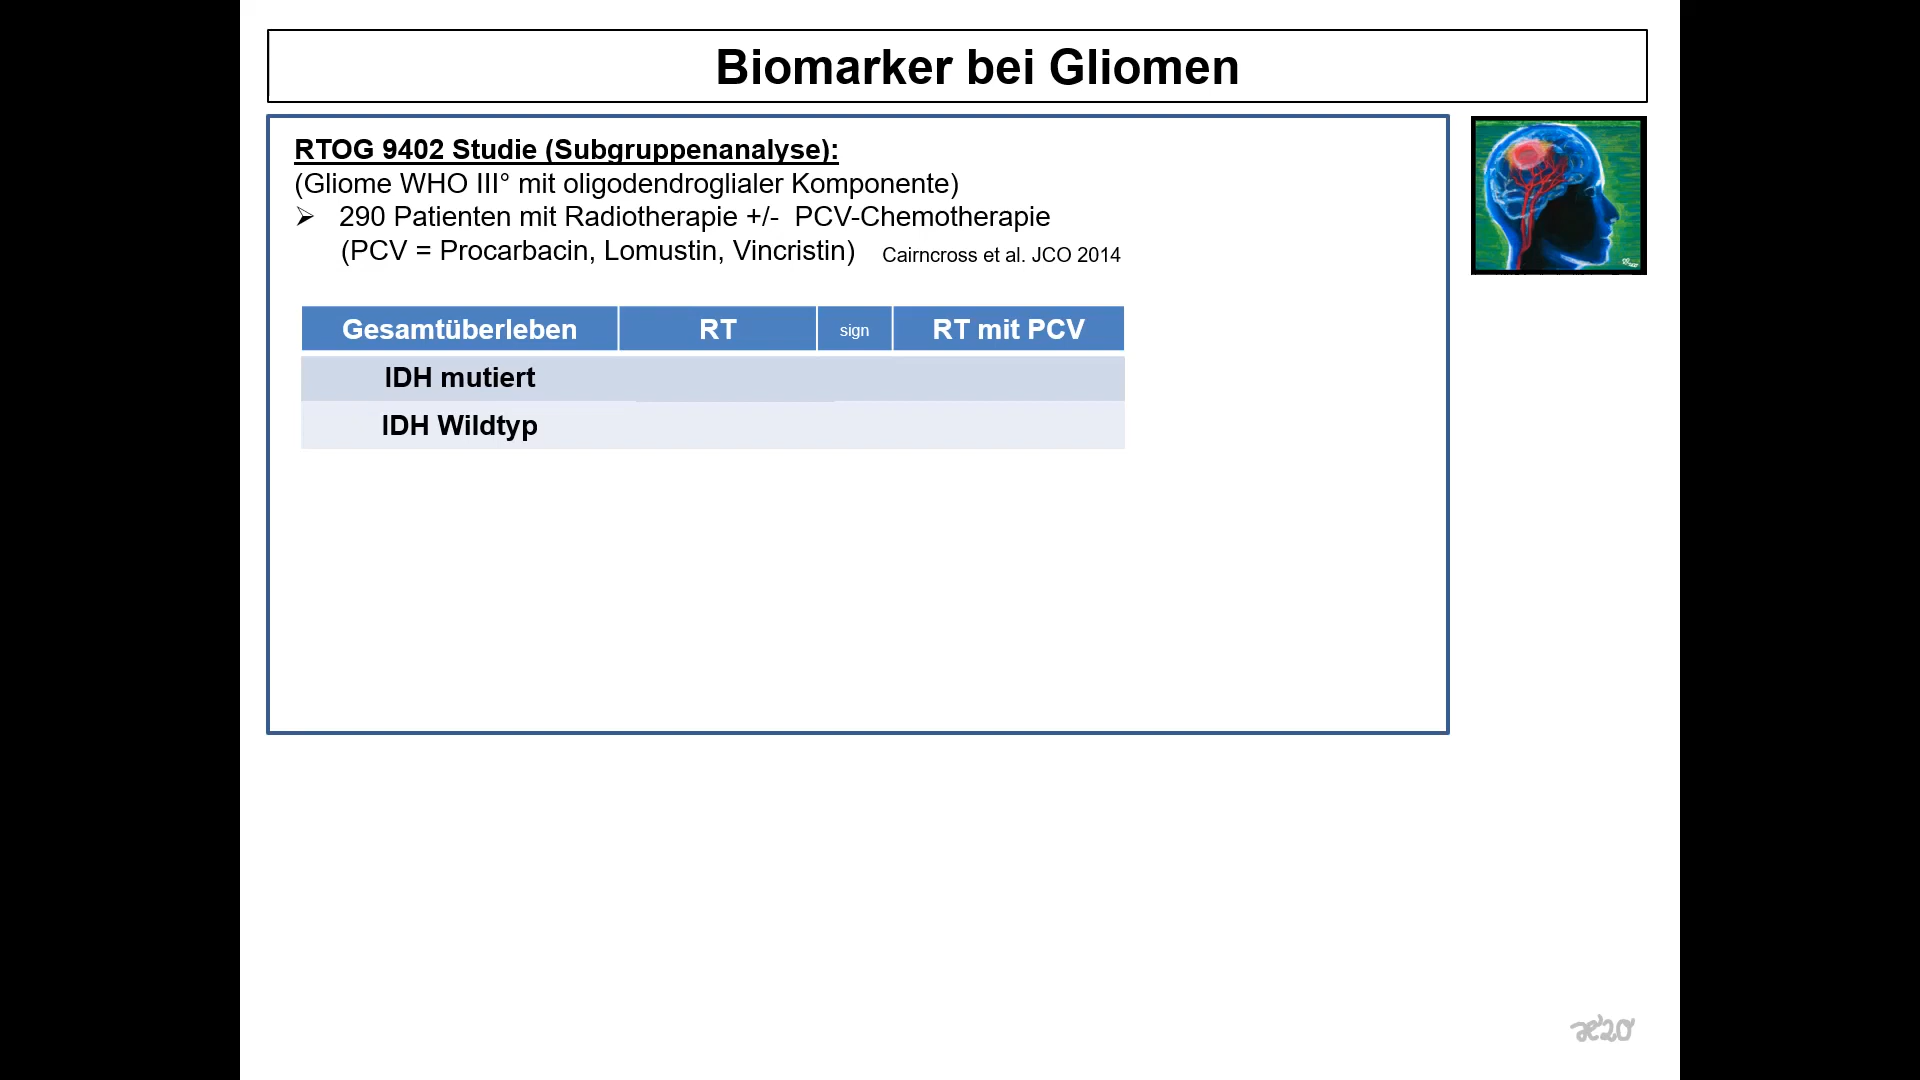 Biomarker bei Gliomen
RTOG 9402 Studie (Subgruppenanalyse):
(Gliome WHO III° mit oligodendroglialer Komponente)
➢ 290 Patienten mit Radiotherapie +/- PCV-Chemotherapie
(PCV = Procarbacin, Lomustin, Vincristin) Cairncross et al. JCO 2014
Gesamtüberleben RT sign RT mit PCV
IDH mutiert
IDH Wildtyp